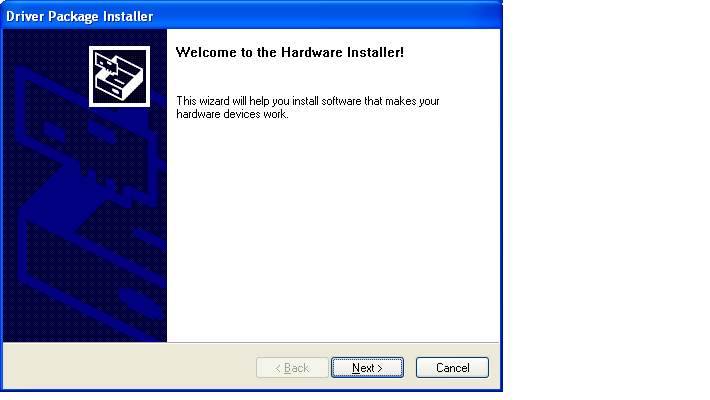 Driver Package Installer
Welcome to the Hardware Installer!
This wizard will help you install software that makes your
hardware devices work.
< Back
Next >
Cancel